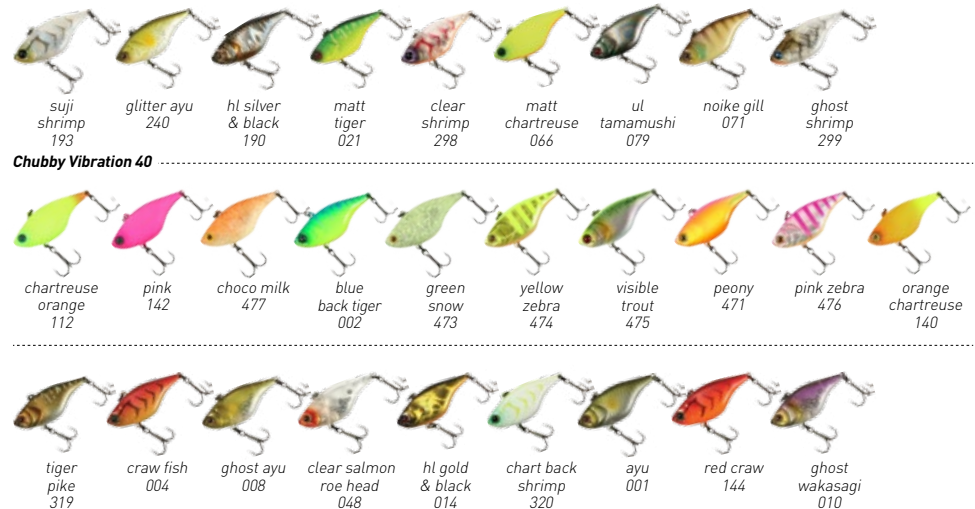 suji
shrimp
193
glitter ayu
240
hl silver
& black
190
matt
tiger
021
clear
shrimp
298
matt
chartreuse
066
ul
tamamushi
079
noike gill
071
ghost
shrimp
299
Chubby Vibration 40
chartreuse
orange
112
pink
142
choco milk
477
blue
back tiger
002
green
snow
473
yellow
zebra
474
visible
trout
475
peony
471
pink zebra
476
orange
chartreuse
140
tiger
pike
319
craw fish
004
ghost ayu
008
clear salmon
roe head
048
hl gold
& black
014
chart back
shrimp
320
ayu
001
red craw
144
ghost
wakasagi
010